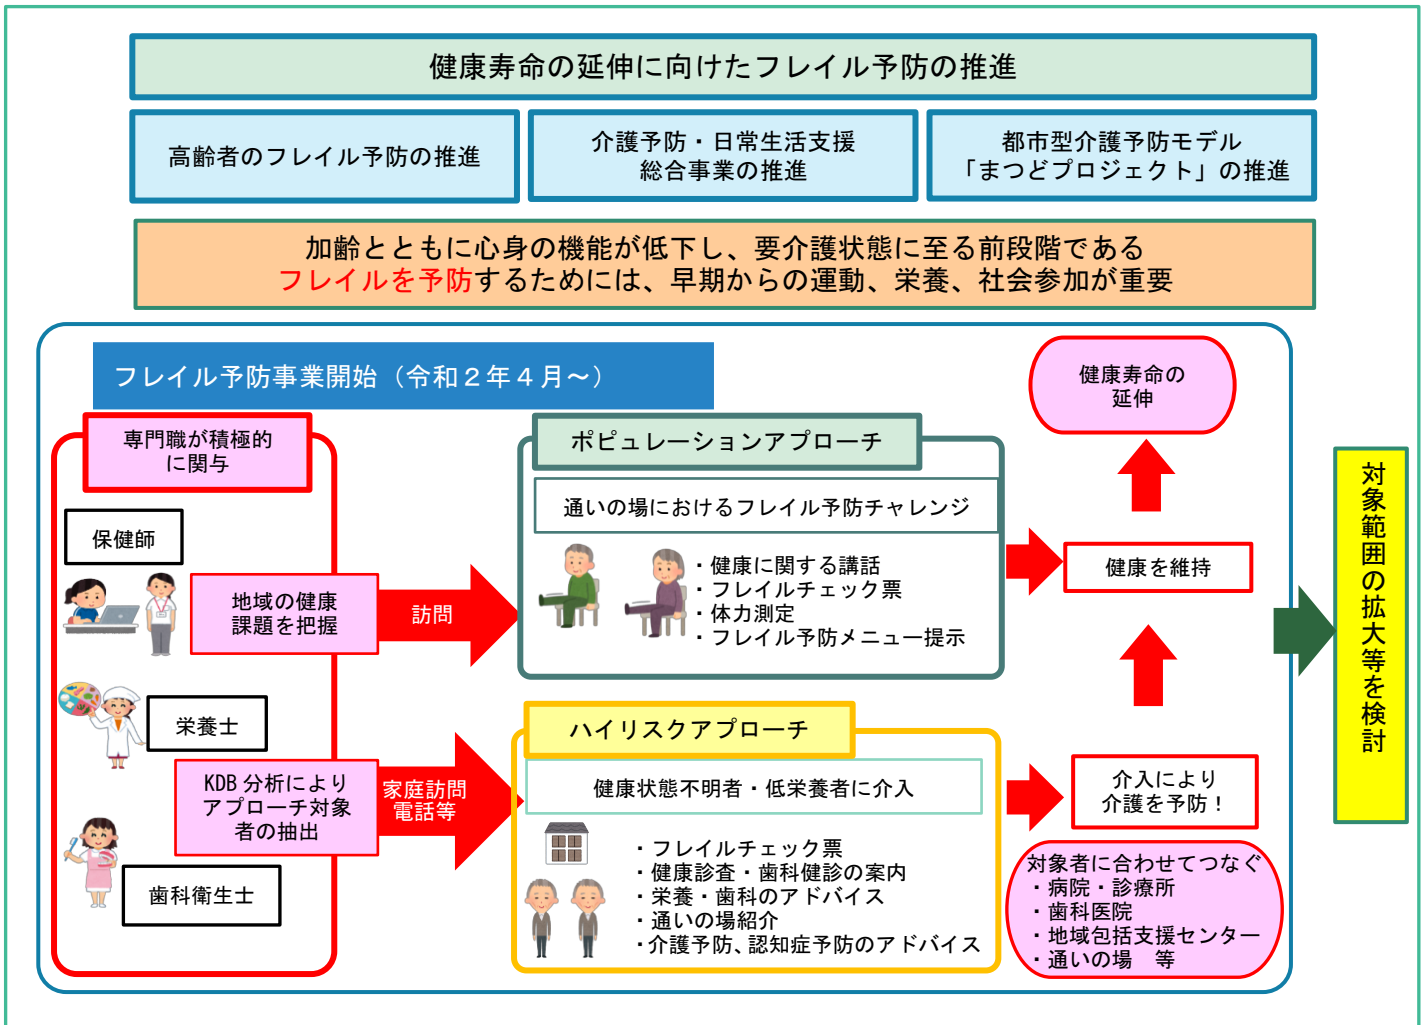 健康寿命の延伸に向けたフレイル予防の推進
高齢者のフレイル予防の推進
介護予防・日常生活支援
総合事業の推進
都市型介護予防モデル
「まつどプロジェクト」の推進
加齢とともに心身の機能が低下し、要介護状態に至る前段階である
フレイルを予防するためには、早期からの運動、栄養、社会参加が重要
フレイル予防事業開始（令和２年４月～）
専門職が積極的
に関与
保健師
地域の健康
課題を把握
訪問
栄養士
KDB 分析により
アプローチ対象
者の抽出
家庭訪問
電話等
歯科衛生士
ポピュレーションアプローチ
通いの場におけるフレイル予防チャレンジ
・健康に関する講話
・フレイルチェック票
・体力測定
・フレイル予防メニュー提示
ハイリスクアプローチ
健康状態不明者・低栄養者に介入
・フレイルチェック票
・健康診査・歯科健診の案内
・栄養・歯科のアドバイス
・通いの場紹介
・介護予防、認知症予防のアドバイス
健康寿命の
延伸
健康を維持
介入により
介護を予防！
対象者に合わせてつなぐ
・病院・診療所
・歯科医院
・地域包括支援センター
・通いの場　等
対象範囲の拡大等を検討